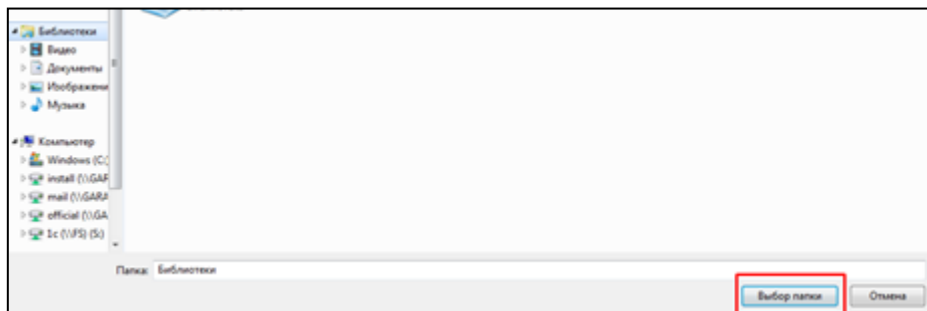 Библиотеки
Видео
Документы
Изображени
Музыка
Компьютер
Windows (C:)
install (\\GAR
mail (\\GARA
official (\\GA
1c (\\FS) (S:)
Папка: Библиотеки
Выбор папки
Отмена